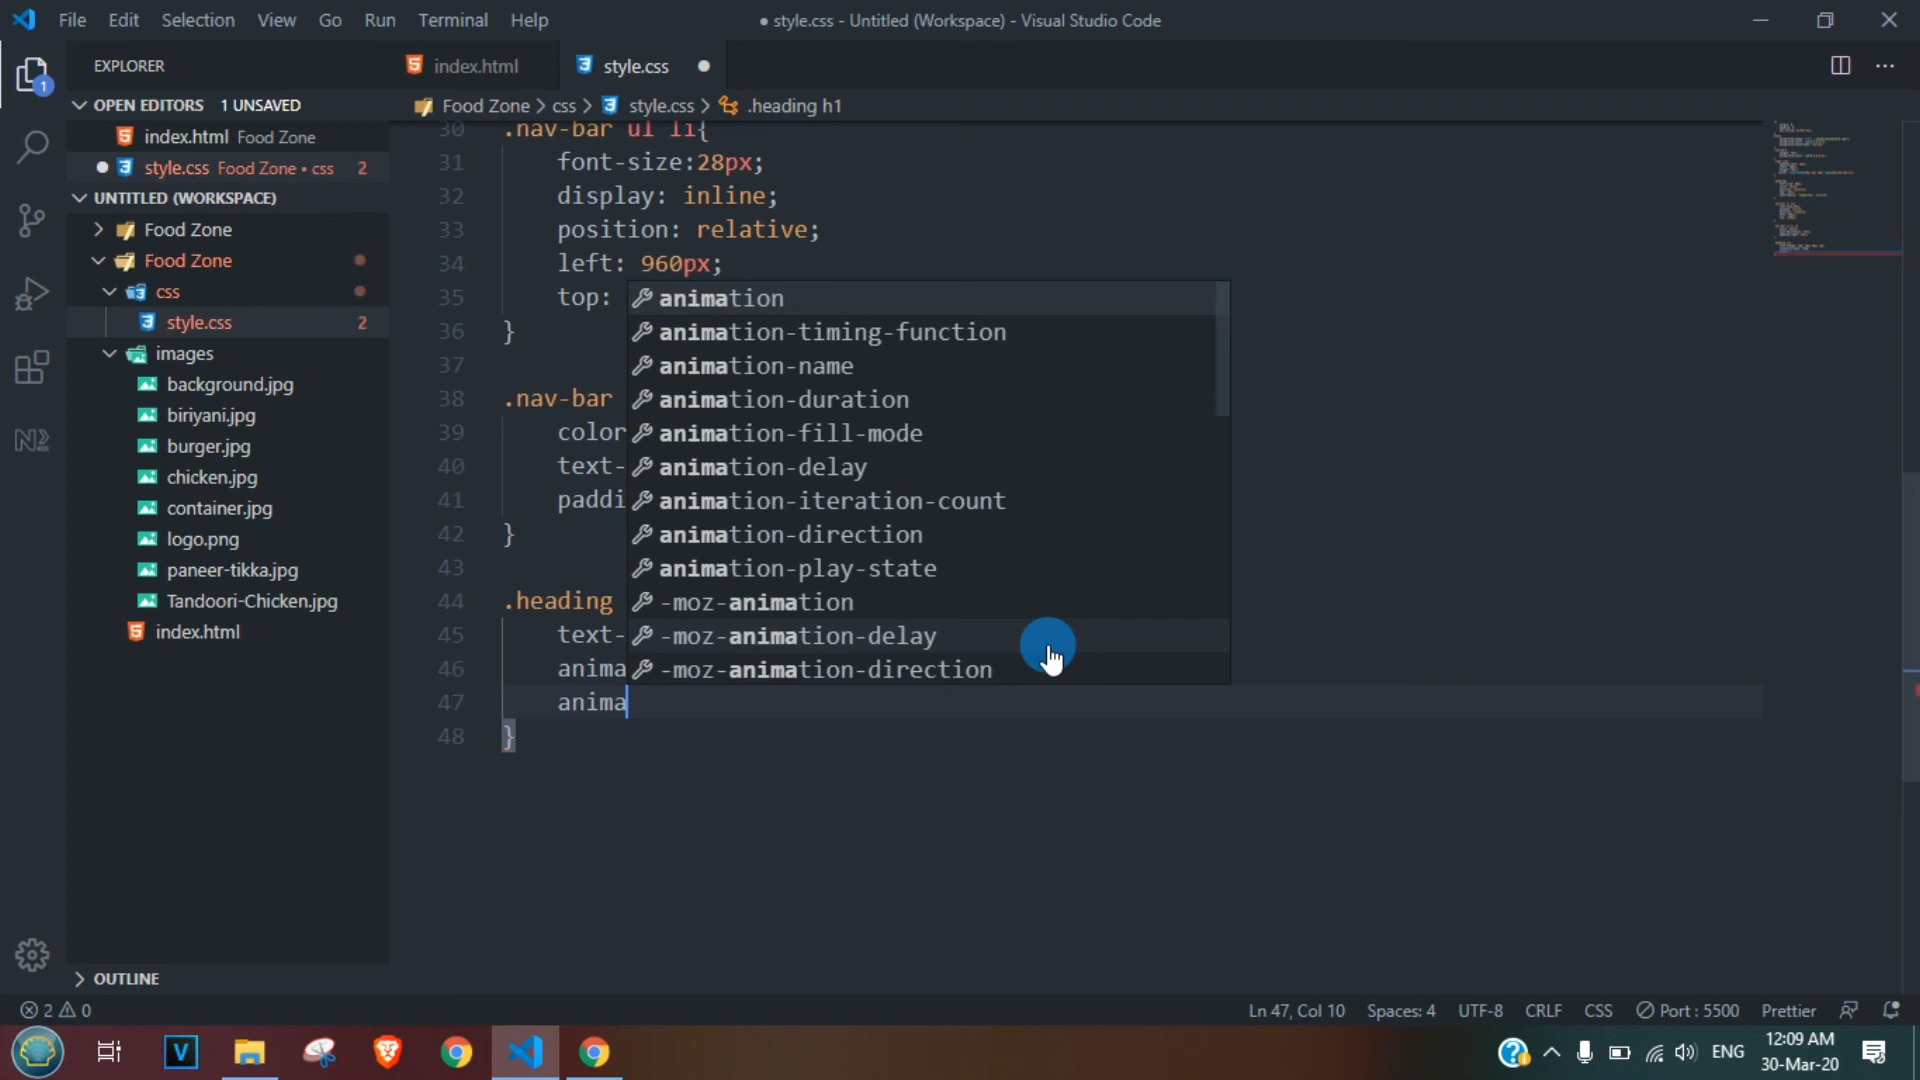 File Edit Selection View Go Run Terminal Help
● style.css - Untitled (Workspace) - Visual Studio Code
EXPLORER
index.html
style.css
OPEN EDITORS 1 UNSAVED
index.html Food Zone
style.css Food Zone • css 2
UNTITLED (WORKSPACE)
Food Zone
Food Zone
css
style.css 2
images
background.jpg
biriyani.jpg
burger.jpg
chicken.jpg
container.jpg
logo.png
paneer-tikka.jpg
Tandoori-Chicken.jpg
index.html
OUTLINE
1
Food Zone > css > style.css > .heading h1
30 .nav-bar ul li{
31 font-size:28px;
32 display: inline;
33 position: relative;
34 left: 960px;
35 top:
36 }
37
38 .nav-bar
39 color
40 text-
41 paddi
42 }
43
44 .heading
45 text-
46 anima
47 anima
48 }
animation
animation-timing-function
animation-name
animation-duration
animation-fill-mode
animation-delay
animation-iteration-count
animation-direction
animation-play-state
-moz-animation
-moz-animation-delay
-moz-animation-direction
2 0
Ln 47, Col 10 Spaces: 4 UTF-8 CRLF CSS Port : 5500 Prettier
V
ENG
12:09 AM
30-Mar-20